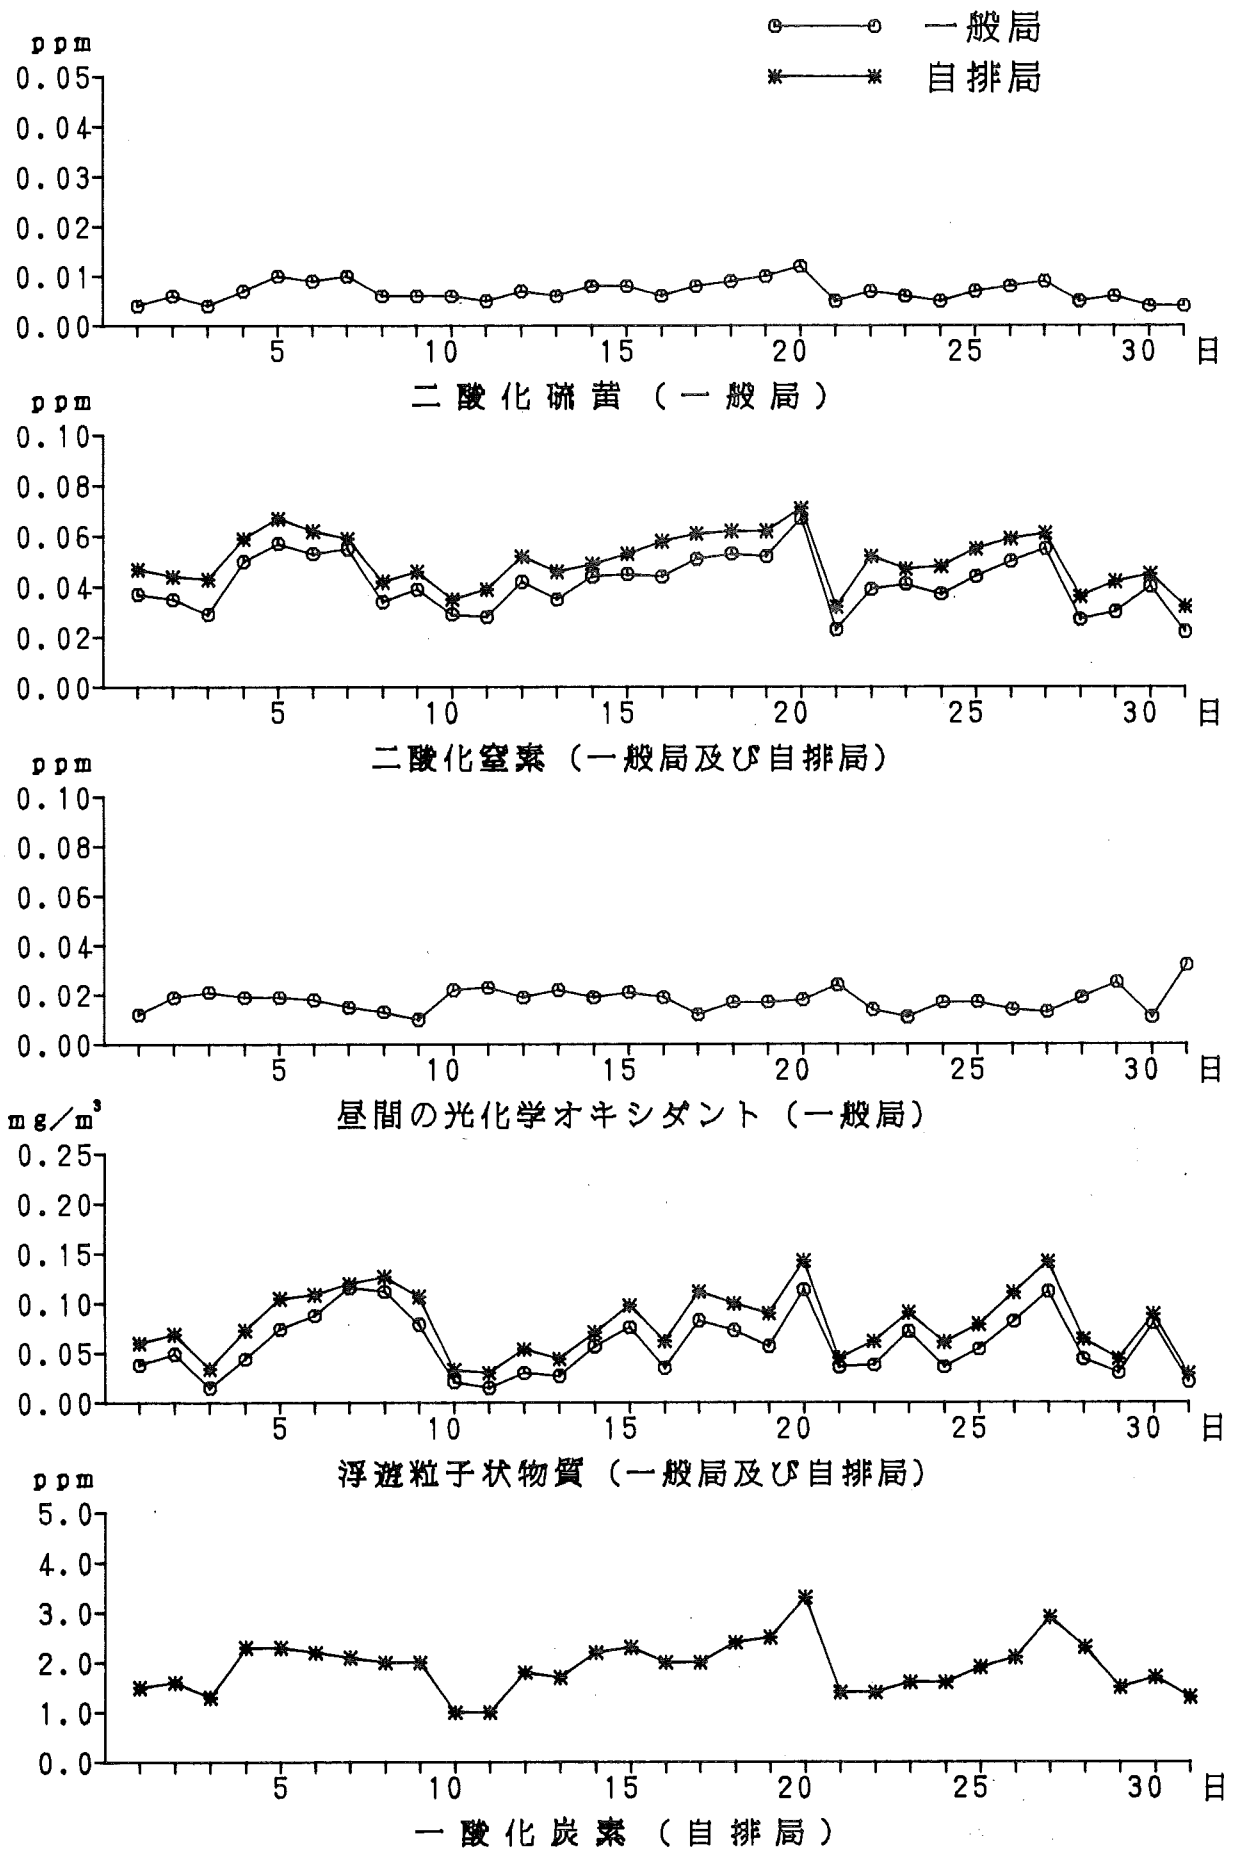 一般局
自排局
ppm
0.05
0.04
0.03
0.02
0.01
0.00
5 10 15 20 25 30 日
二酸化硫黄（一般局）
ppm
0.10
0.08
0.06
0.04
0.02
0.00
5 10 15 20 25 30 日
二酸化窒素（一般局及び自排局）
ppm
0.10
0.08
0.06
0.04
0.02
0.00
5 10 15 20 25 30 日
昼間の光化学オキシダント（一般局）
mg/m³
0.25
0.20
0.15
0.10
0.05
0.00
5 10 15 20 25 30 日
浮遊粒子状物質（一般局及び自排局）
ppm
5.0
4.0
3.0
2.0
1.0
0.0
5 10 15 20 25 30 日
一酸化炭素（自排局）